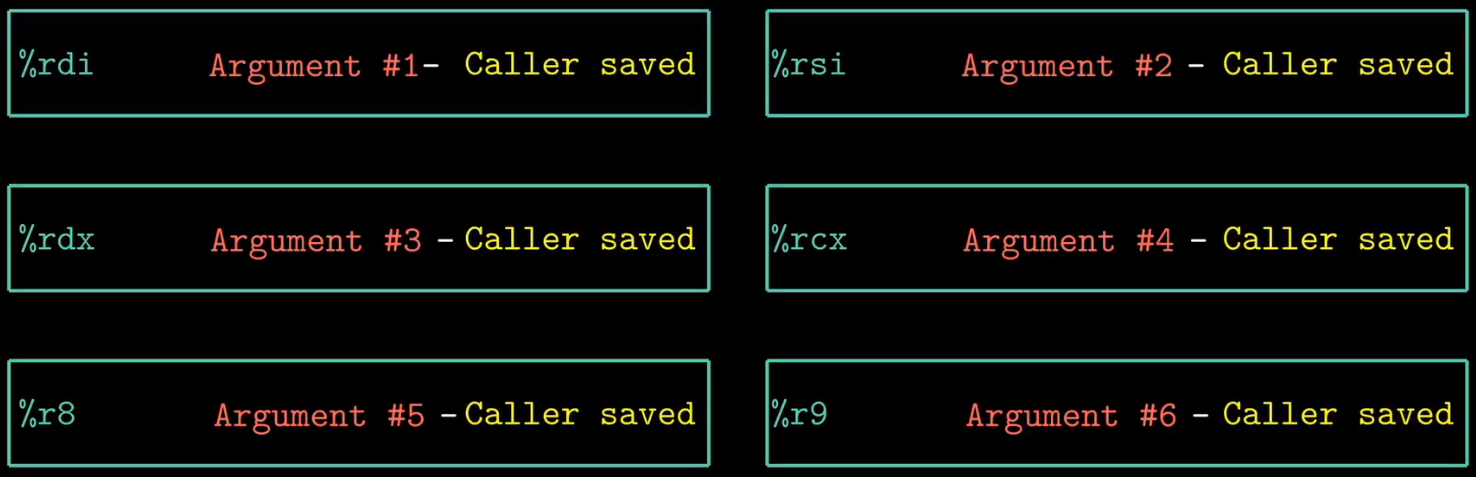 %rdi Argument #1- Caller saved
%rsi Argument #2 - Caller saved
%rdx Argument #3 - Caller saved
%rcx Argument #4 - Caller saved
%r8 Argument #5 - Caller saved
%r9 Argument #6 - Caller saved